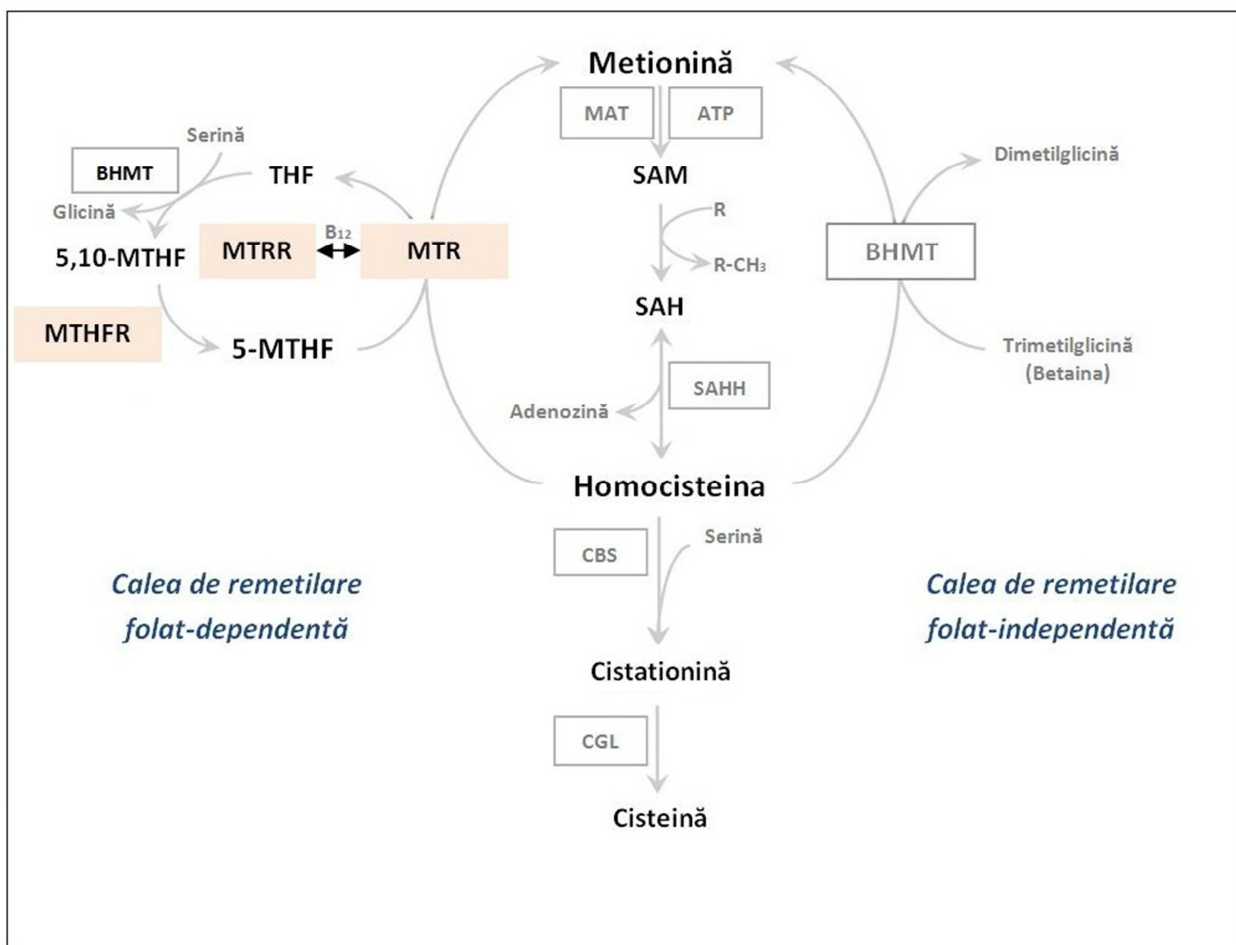 Metionină
MAT
ATP
Serină
BHMT
THF
SAM
Dimetilglicină
Glicină
R
B₁₂
5,10-MTHF
MTRR
MTR
BHMT
R-CH₃
SAH
MTHFR
5-MTHF
Trimetilglicină
(Betaina)
SAHH
Adenozină
Homocisteina
CBS
Serină
Calea de remetilare
folat-dependentă
Calea de remetilare
folat-independentă
Cistationină
CGL
Cisteină